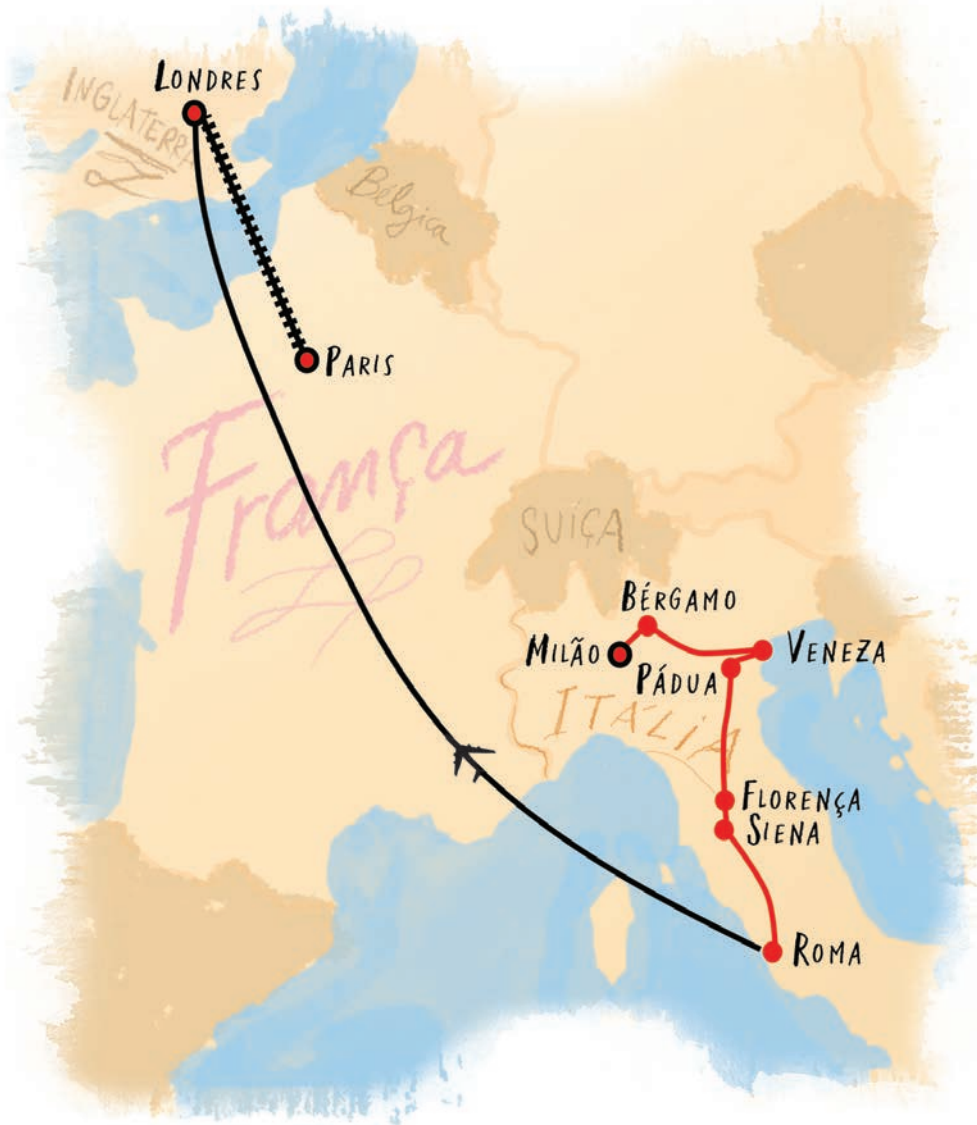 LONDRES
INGLATERRA
Bélgica
PARIS
França
SUÍÇA
BÉRGAMO
MILÃO
VENEZA
PÁDUA
ITÁLIA
FLORENÇA
SIENA
ROMA